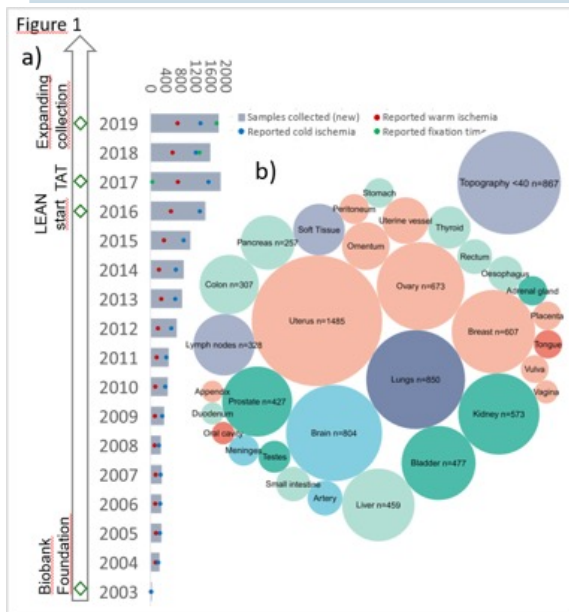 Figure 1
a)
0
400
800
1200
1600
2000
Expanding collection
TAT
LEAN start
Biobank Foundation
Samples collected (new)
Reported warm ischemia
Reported cold ischemia
Reported fixation time
2019
2018
2017
2016
2015
2014
2013
2012
2011
2010
2009
2008
2007
2006
2005
2004
2003
b)
Topography <40 n=867
Stomach
Peritoneum
Uterine vessel
Thyroid
Soft Tissue
Omentum
Pancreas n=257
Rectum
Oesophagus
Adrenal gland
Colon n=307
Ovary n=673
Placenta
Uterus n=1485
Breast n=607
Tongue
Lymph nodes n=328
Vulva
Lungs n=850
Vagina
Appendix
Prostate n=427
Duodenum
Kidney n=573
Oral cavity
Brain n=804
Meninges
Testes
Bladder n=477
Small intestine
Artery
Liver n=459